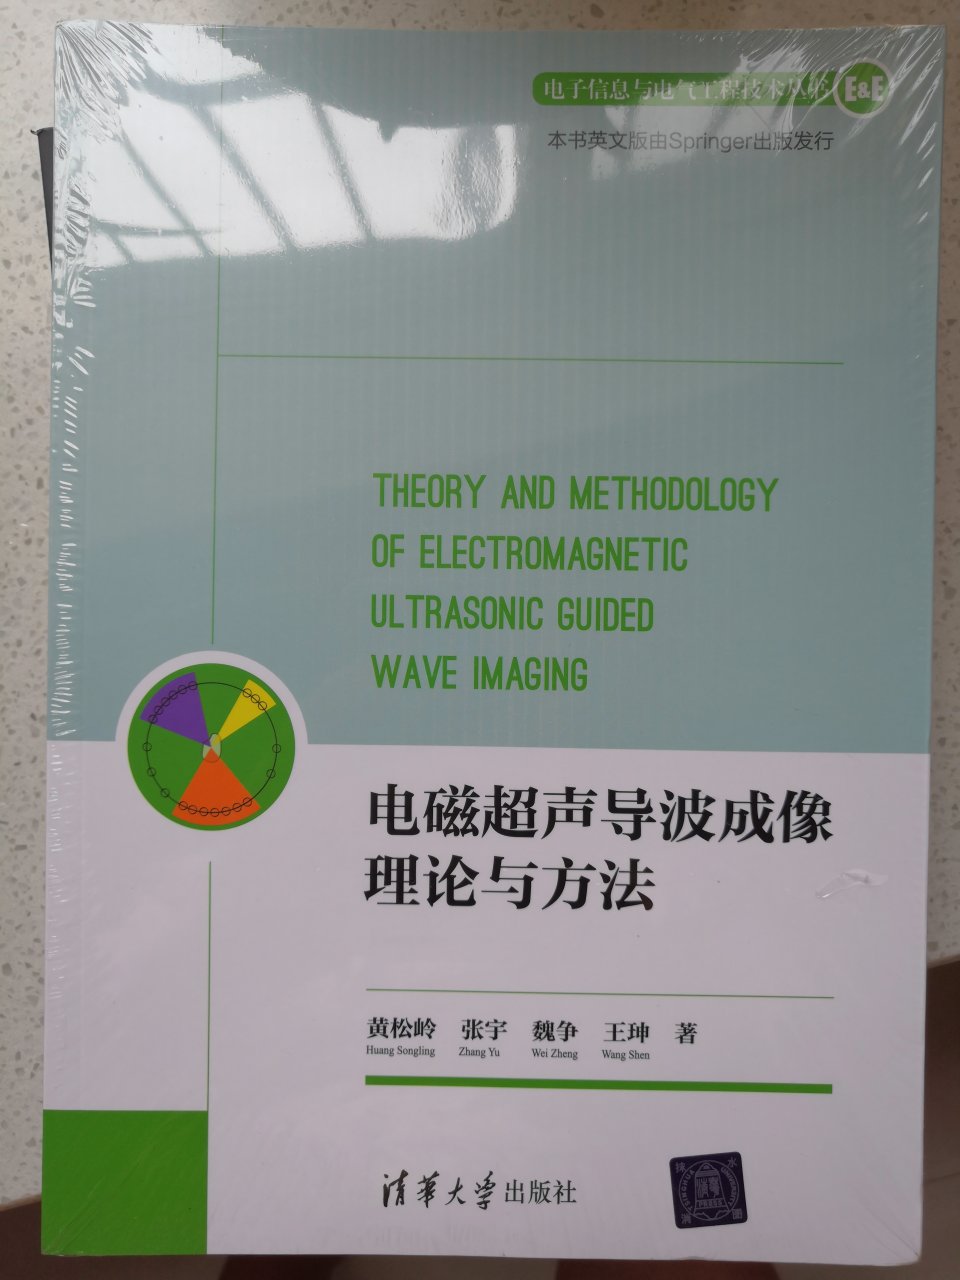 电子信息与电气工程技术丛书 E&E
本书英文版由Springer出版发行
THEORY AND METHODOLOGY
OF ELECTROMAGNETIC
ULTRASONIC GUIDED
WAVE IMAGING
电磁超声导波成像
理论与方法
黄松岭 张宇 魏争 王珅 著
Huang Songling Zhang Yu Wei Zheng Wang Shen
清华大学出版社